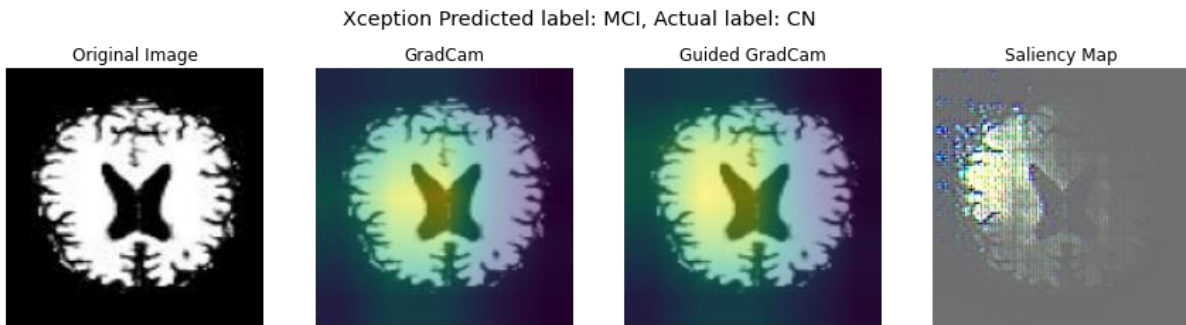 Xception Predicted label: MCI, Actual label: CN
Original Image
GradCam
Guided GradCam
Saliency Map